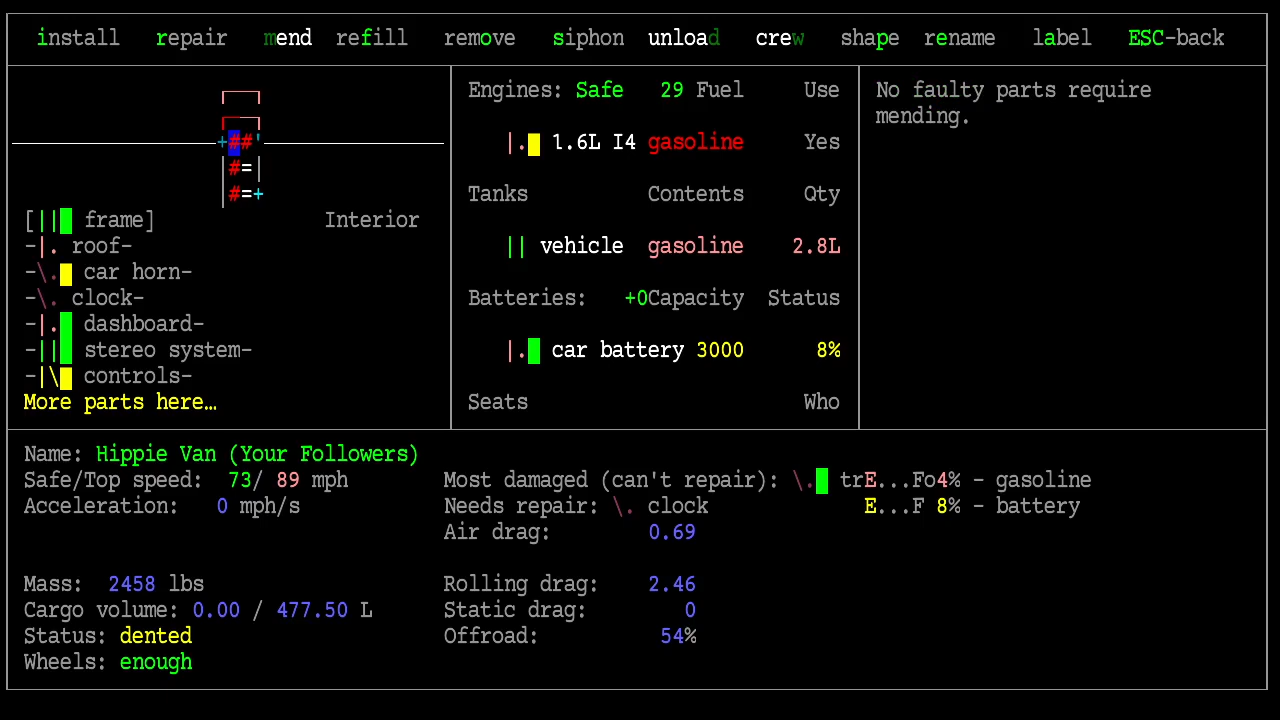 install repair mend refill remove siphon unload crew shape rename label ESC-back
Engines: Safe 29 Fuel Use
No faulty parts require
mending.
|. 1.6L I4 gasoline Yes
+##'
#=|
#=+
Tanks Contents Qty
[|| frame] Interior
-|. roof-
|| vehicle gasoline 2.8L
-\. car horn-
-\. clock-
Batteries: +0Capacity Status
-|. dashboard-
-|| stereo system-
|. car battery 3000 8%
-|\ controls-
More parts here…
Seats Who
Name: Hippie Van (Your Followers)
Safe/Top speed: 73/ 89 mph
Most damaged (can't repair): \. trE...Fo4% - gasoline
Acceleration: 0 mph/s
Needs repair: \. clock
E...F 8% - battery
Air drag: 0.69
Mass: 2458 lbs
Rolling drag: 2.46
Cargo volume: 0.00 / 477.50 L
Static drag: 0
Status: dented
Offroad: 54%
Wheels: enough